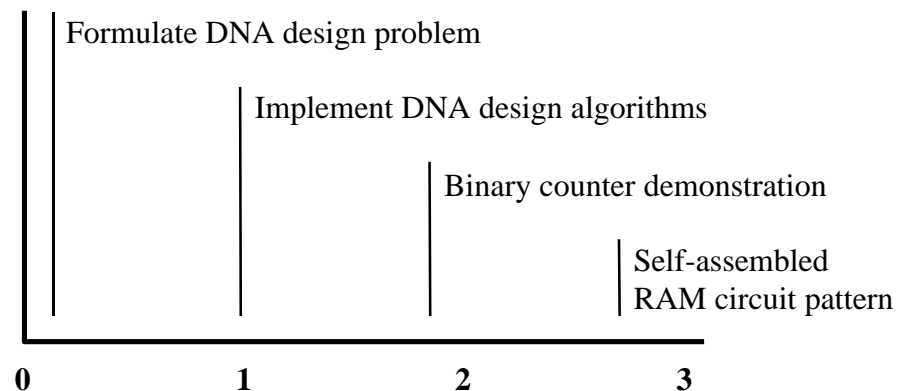 Formulate DNA design problem
Implement DNA design algorithms
Binary counter demonstration
Self-assembled
RAM circuit pattern
0 1 2 3